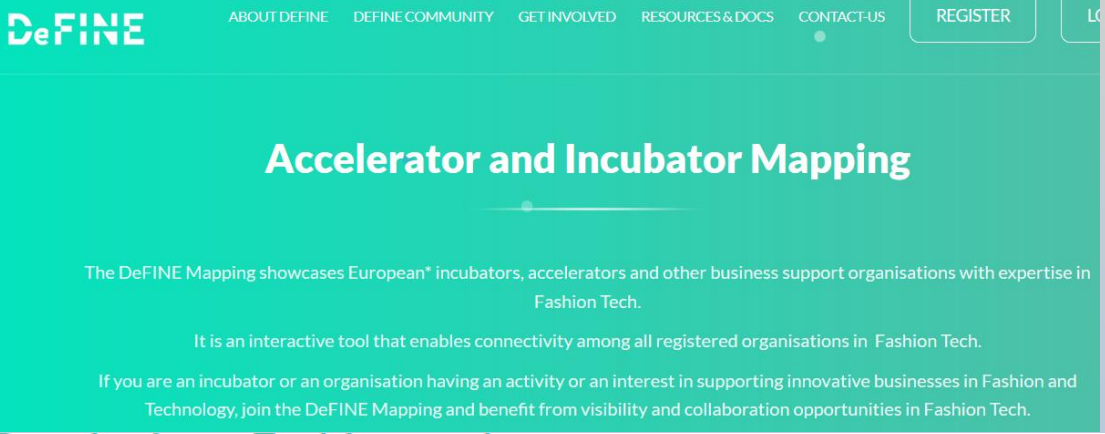 DeFINE
ABOUT DEFINE DEFINE COMMUNITY GET INVOLVED RESOURCES & DOCS CONTACT-US REGISTER
Accelerator and Incubator Mapping
The DeFINE Mapping showcases European* incubators, accelerators and other business support organisations with expertise in
Fashion Tech.
It is an interactive tool that enables connectivity among all registered organisations in Fashion Tech.
If you are an incubator or an organisation having an activity or an interest in supporting innovative businesses in Fashion and
Technology, join the DeFINE Mapping and benefit from visibility and collaboration opportunities in Fashion Tech.